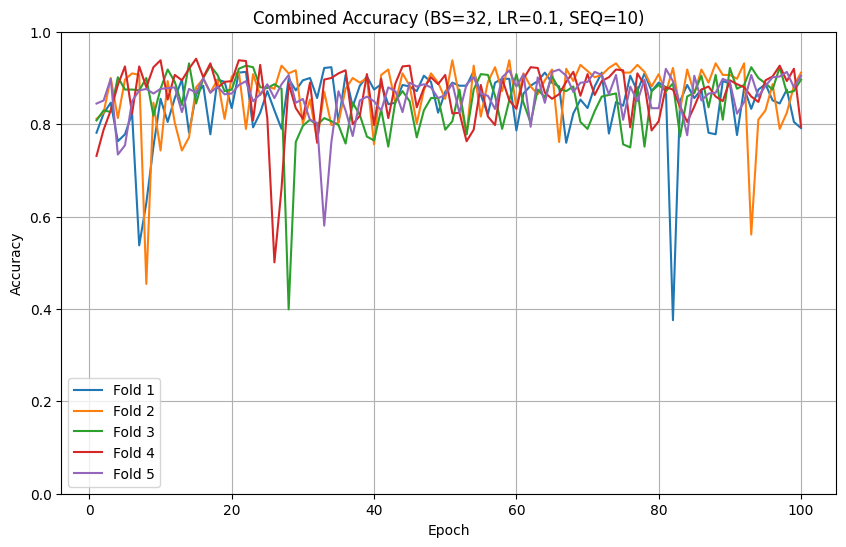 Combined Accuracy (BS=32, LR=0.1, SEQ=10)
1.0
0.8
0.6
0.4
0.2
0.0
Accuracy
Fold 1
Fold 2
Fold 3
Fold 4
Fold 5
0 20 40 60 80 100
Epoch